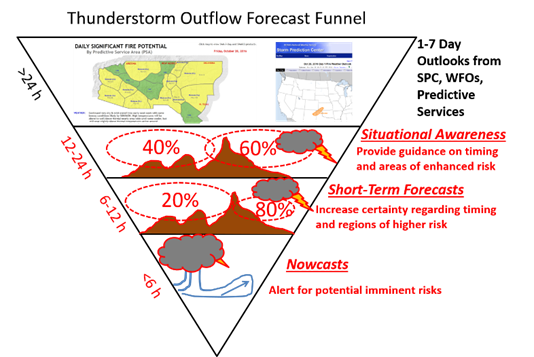 Thunderstorm Outflow Forecast Funnel
DAILY SIGNIFICANT FIRE POTENTIAL
By Predictive Service Area (PSA)
Storm Prediction Center
>24 h
1-7 Day
Outlooks from
SPC, WFOs,
Predictive
Services
12-24 h
40%
60%
Situational Awareness
Provide guidance on timing
and areas of enhanced risk
6-12 h
20%
80%
Short-Term Forecasts
Increase certainty regarding timing
and regions of higher risk
<6 h
Nowcasts
Alert for potential imminent risks